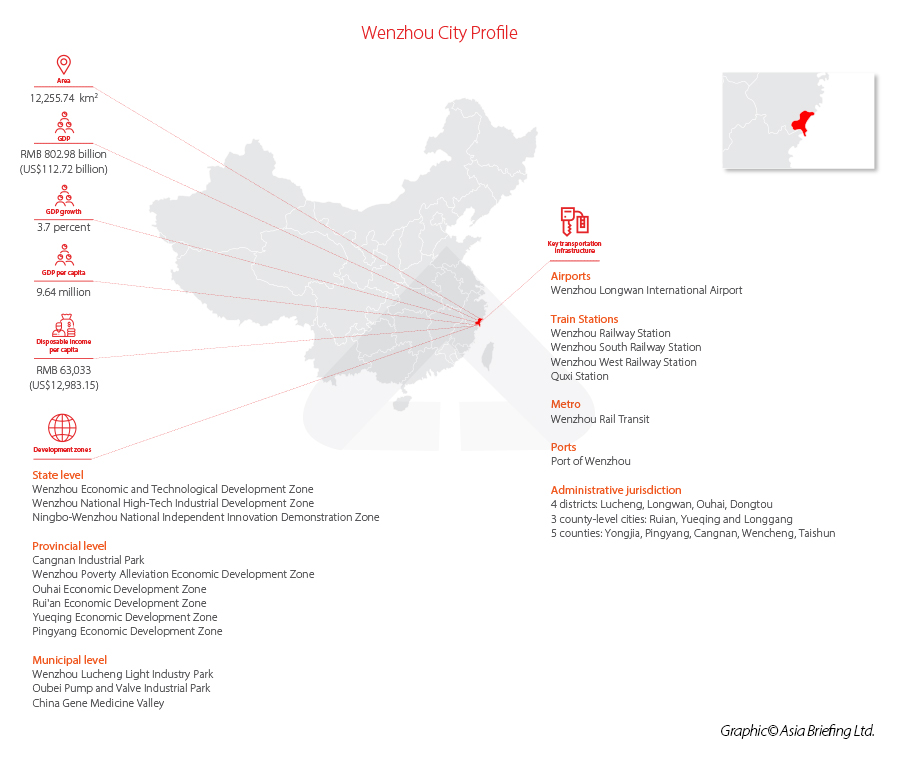 Wenzhou City Profile
Area
12,255.74 km²
GDP
RMB 802.98 billion
(US$112.72 billion)
GDP growth
3.7 percent
GDP per capita
9.64 million
Disposable income
per capita
RMB 63,033
(US$12,983.15)
Development zones
State level
Wenzhou Economic and Technological Development Zone
Wenzhou National High-Tech Industrial Development Zone
Ningbo-Wenzhou National Independent Innovation Demonstration Zone
Provincial level
Cangnan Industrial Park
Wenzhou Poverty Alleviation Economic Development Zone
Ouhai Economic Development Zone
Rui'an Economic Development Zone
Yueqing Economic Development Zone
Pingyang Economic Development Zone
Municipal level
Wenzhou Lucheng Light Industry Park
Oubei Pump and Valve Industrial Park
China Gene Medicine Valley
Key transportation
infrastructure
Airports
Wenzhou Longwan International Airport
Train Stations
Wenzhou Railway Station
Wenzhou South Railway Station
Wenzhou West Railway Station
Quxi Station
Metro
Wenzhou Rail Transit
Ports
Port of Wenzhou
Administrative jurisdiction
4 districts: Lucheng, Longwan, Ouhai, Dongtou
3 county-level cities: Ruian, Yueqing and Longgang
5 counties: Yongjia, Pingyang, Cangnan, Wencheng, Taishun
Graphic© Asia Briefing Ltd.